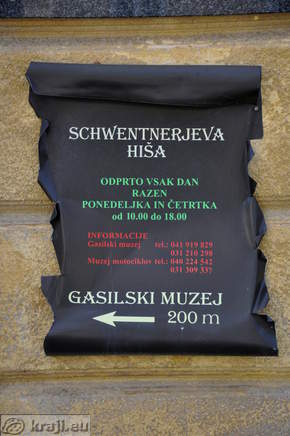 SCHWENTNERJEVA
HIŠA
ODPRTO VSAK DAN
RAZEN
PONEDELJKA IN ČETRTKA
od 10.00 do 18.00
INFORMACIJE
Gasilski muzej tel.: 041 919 829
031 210 298
Muzej motociklov tel.: 040 224 542
031 309 337
GASILSKI MUZEJ
200 m
© kraji.eu